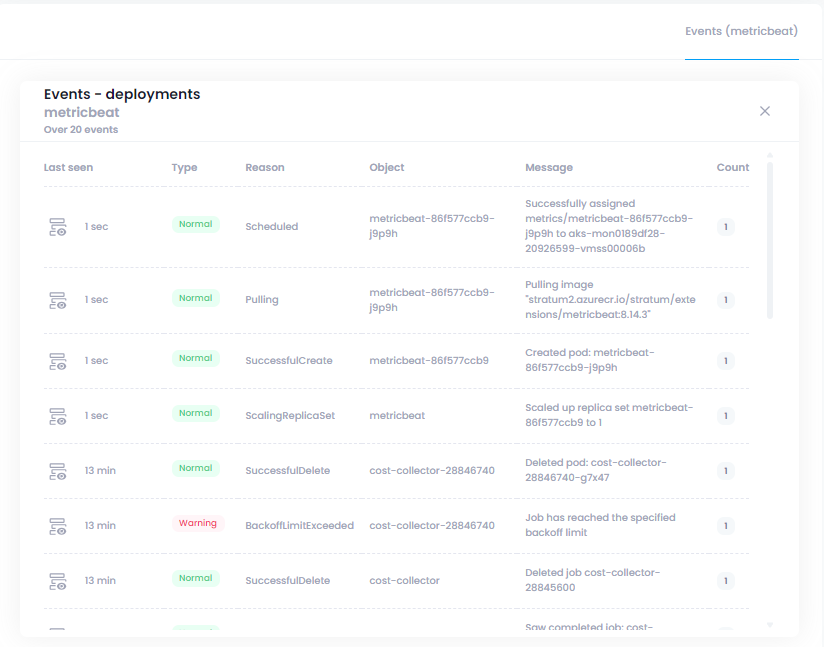 Events (metricbeat)
Events - deployments
metricbeat
Over 20 events
Last seen Type Reason Object Message Count
1 sec Normal Scheduled metricbeat-86f577ccb9-
j9p9h
Successfully assigned
metrics/metricbeat-86f577ccb9-
j9p9h to aks-mon0189df28-
20926599-vmss00006b
1
1 sec Normal Pulling metricbeat-86f577ccb9-
j9p9h
Pulling image
"stratum2.azurecr.io/stratum/exte
nsions/metricbeat:8.14.3"
1
1 sec Normal SuccessfulCreate metricbeat-86f577ccb9
Created pod: metricbeat-
86f577ccb9-j9p9h
1
1 sec Normal ScalingReplicaSet metricbeat
Scaled up replica set metricbeat-
86f577ccb9 to 1
1
13 min Normal SuccessfulDelete cost-collector-28846740
Deleted pod: cost-collector-
28846740-g7x47
1
13 min Warning BackoffLimitExceeded cost-collector-28846740
Job has reached the specified
backoff limit
1
13 min Normal SuccessfulDelete cost-collector
Deleted job cost-collector-
28845600
1
Saw completed job: cost-